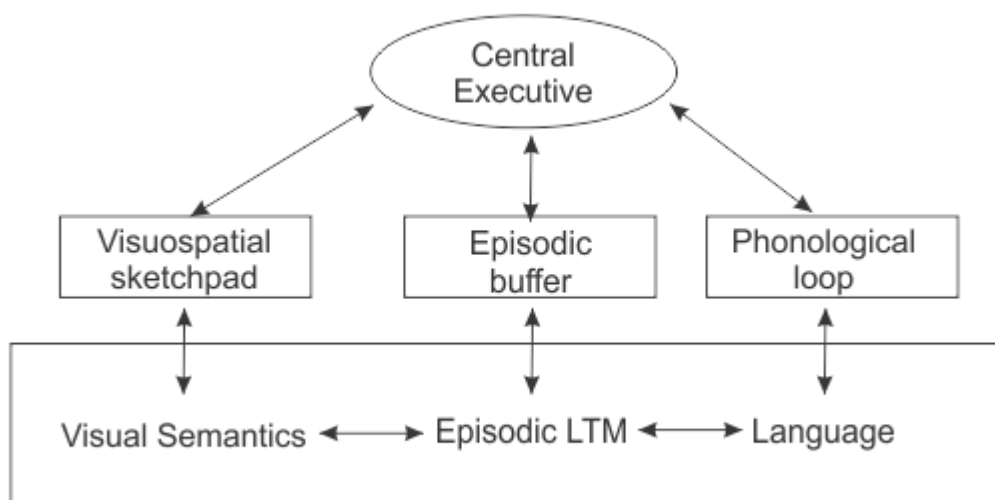 Central
Executive
Visuospatial
sketchpad
Episodic
buffer
Phonological
loop
Visual Semantics
Episodic LTM
Language